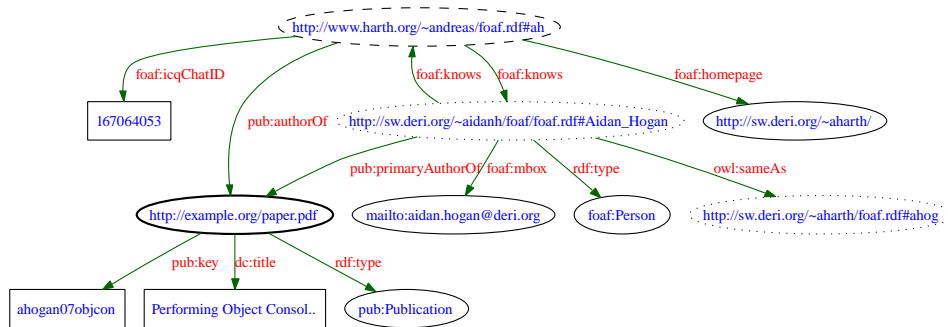 http://www.harth.org/~andreas/foaf.rdf#ah
foaf:icqChatID
foaf:knows
foaf:knows
foaf:homepage
167064053
pub:authorOf
http://sw.deri.org/~aidanh/foaf/foaf.rdf#Aidan_Hogan
http://sw.deri.org/~aharth/
pub:primaryAuthorOf
foaf:mbox
rdf:type
owl:sameAs
http://example.org/paper.pdf
mailto:aidan.hogan@deri.org
foaf:Person
http://sw.deri.org/~aharth/foaf.rdf#ahog
pub:key
dc:title
rdf:type
ahogan07objcon
Performing Object Consol..
pub:Publication